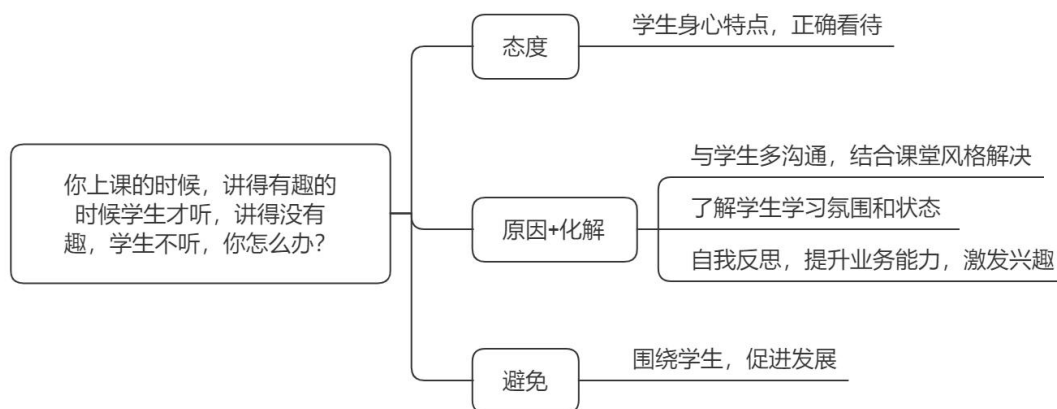 你上课的时候，讲得有趣的
时候学生才听，讲得没有
趣，学生不听，你怎么办？
态度
学生身心特点，正确看待
原因+化解
与学生多沟通，结合课堂风格解决
了解学生学习氛围和状态
自我反思，提升业务能力，激发兴趣
避免
围绕学生，促进发展